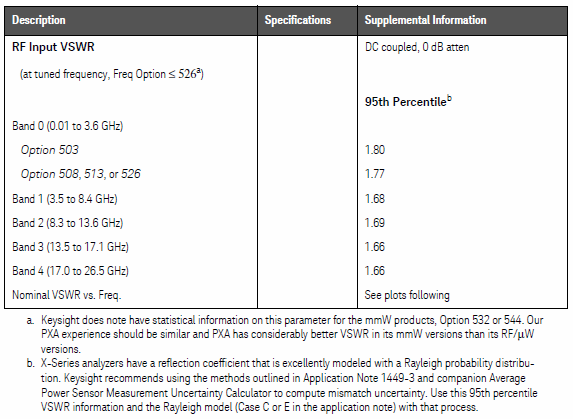 Description Specifications Supplemental Information
RF Input VSWR DC coupled, 0 dB atten
(at tuned frequency, Freq Option ≤ 526a)
95th Percentileb
Band 0 (0.01 to 3.6 GHz)
Option 503 1.80
Option 508, 513, or 526 1.77
Band 1 (3.5 to 8.4 GHz) 1.68
Band 2 (8.3 to 13.6 GHz) 1.69
Band 3 (13.5 to 17.1 GHz) 1.66
Band 4 (17.0 to 26.5 GHz) 1.66
Nominal VSWR vs. Freq. See plots following
a. Keysight does note have statistical information on this parameter for the mmW products, Option 532 or 544. Our
PXA experience should be similar and PXA has considerably better VSWR in its mmW versions than its RF/μW
versions.
b. X-Series analyzers have a reflection coefficient that is excellently modeled with a Rayleigh probability distribu-
tion. Keysight recommends using the methods outlined in Application Note 1449-3 and companion Average
Power Sensor Measurement Uncertainty Calculator to compute mismatch uncertainty. Use this 95th percentile
VSWR information and the Rayleigh model (Case C or E in the application note) with that process.